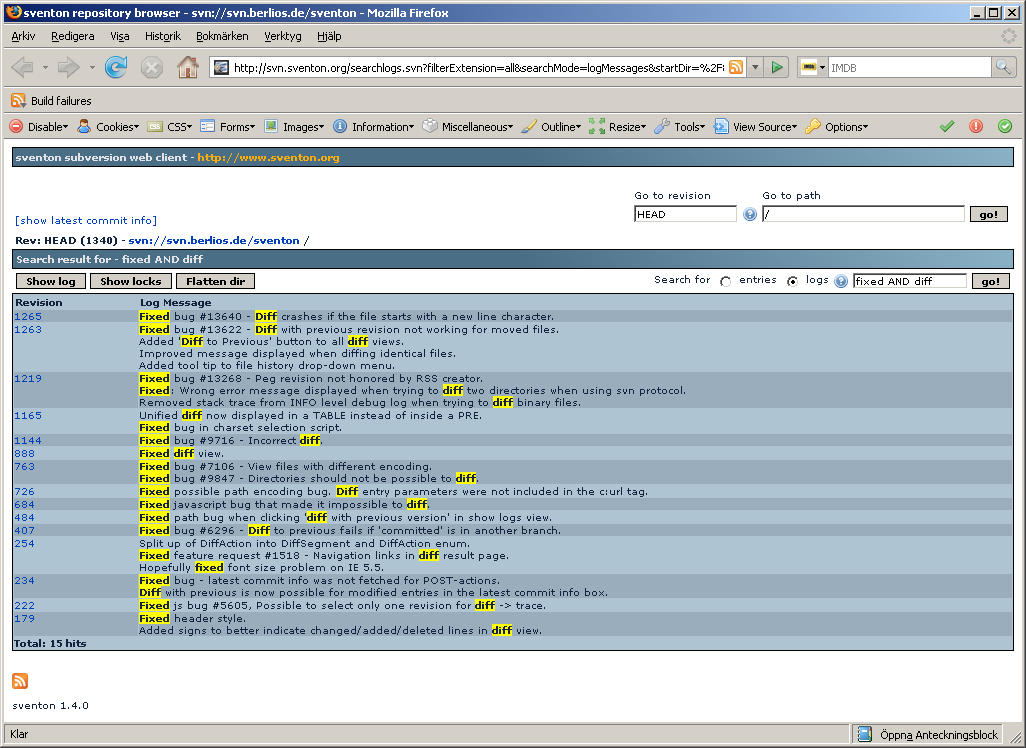 sventon repository browser - svn://svn.berlios.de/sventon - Mozilla Firefox
Arkiv Redigera Visa Historik Bokmärken Verktyg Hjälp
http://svn.sventon.org/searchlogs.svn?filterExtension=all&searchMode=logMessages&startDir=%2F& IMDB
Build failures
Disable Cookies CSS Forms Images Information Miscellaneous Outline Resize Tools View Source Options
sventon subversion web client - http://www.sventon.org
Go to revision Go to path
[show latest commit info] HEAD / go!
Rev: HEAD (1340) - svn://svn.berlios.de/sventon /
Search result for - fixed AND diff
Show log Show locks Flatten dir Search for entries logs fixed AND diff go!
Revision Log Message
1265 Fixed bug #13640 - Diff crashes if the file starts with a new line character.
1263 Fixed bug #13622 - Diff with previous revision not working for moved files.
Added 'Diff to Previous' button to all diff views.
Improved message displayed when diffing identical files.
Added tool tip to file history drop-down menu.
1219 Fixed bug #13268 - Peg revision not honored by RSS creator.
Fixed: Wrong error message displayed when trying to diff two directories when using svn protocol.
Removed stack trace from INFO level debug log when trying to diff binary files.
1165 Unified diff now displayed in a TABLE instead of inside a PRE.
Fixed bug in charset selection script.
1144 Fixed bug #9716 - Incorrect diff.
888 Fixed diff view.
763 Fixed bug #7106 - View files with different encoding.
Fixed bug #9847 - Directories should not be possible to diff.
726 Fixed possible path encoding bug. Diff entry parameters were not included in the c:url tag.
684 Fixed javascript bug that made it impossible to diff.
484 Fixed path bug when clicking 'diff with previous version' in show logs view.
407 Fixed bug #6296 - Diff to previous fails if 'committed' is in another branch.
254 Split up of DiffAction into DiffSegment and DiffAction enum.
Fixed feature request #1518 - Navigation links in diff result page.
Hopefully fixed font size problem on IE 5.5.
234 Fixed bug - latest commit info was not fetched for POST-actions.
Diff with previous is now possible for modified entries in the latest commit info box.
222 Fixed js bug #5605, Possible to select only one revision for diff -> trace.
179 Fixed header style.
Added signs to better indicate changed/added/deleted lines in diff view.
Total: 15 hits
sventon 1.4.0
Klar Öppna Anteckningsblock